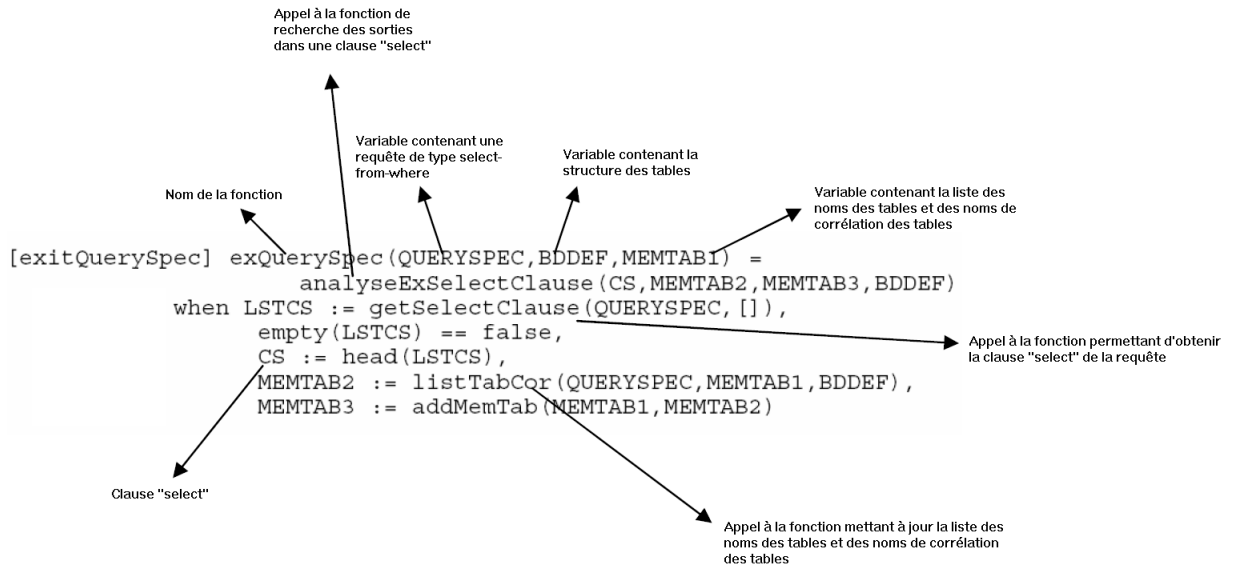 Appel à la fonction de
recherche des sorties
dans une clause "select"
Variable contenant une
requête de type select-
from-where
Variable contenant la
structure des tables
Nom de la fonction
Variable contenant la liste des
noms des tables et des noms de
corrélation des tables
[exitQuerySpec] exQuerySpec(QUERYSPEC,BDDEF,MEMTAB1) =
analyseExSelectClause(CS,MEMTAB2,MEMTAB3,BDDEF)
when LSTCS := getSelectClause(QUERYSPEC,[]),
empty(LSTCS) == false,
CS := head(LSTCS),
MEMTAB2 := listTabCor(QUERYSPEC,MEMTAB1,BDDEF),
MEMTAB3 := addMemTab(MEMTAB1,MEMTAB2)
Appel à la fonction permettant d'obtenir
la clause "select" de la requête
Clause "select"
Appel à la fonction mettant à jour la liste des
noms des tables et des noms de corrélation
des tables